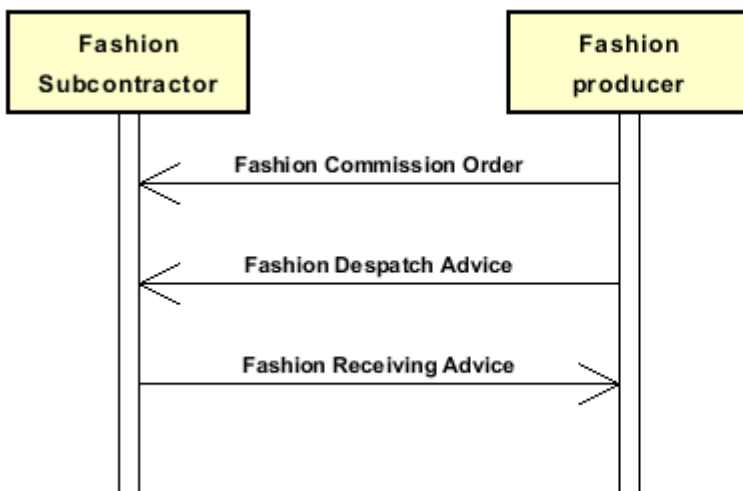 Fashion
Subcontractor
Fashion
producer
Fashion Commission Order
Fashion Despatch Advice
Fashion Receiving Advice